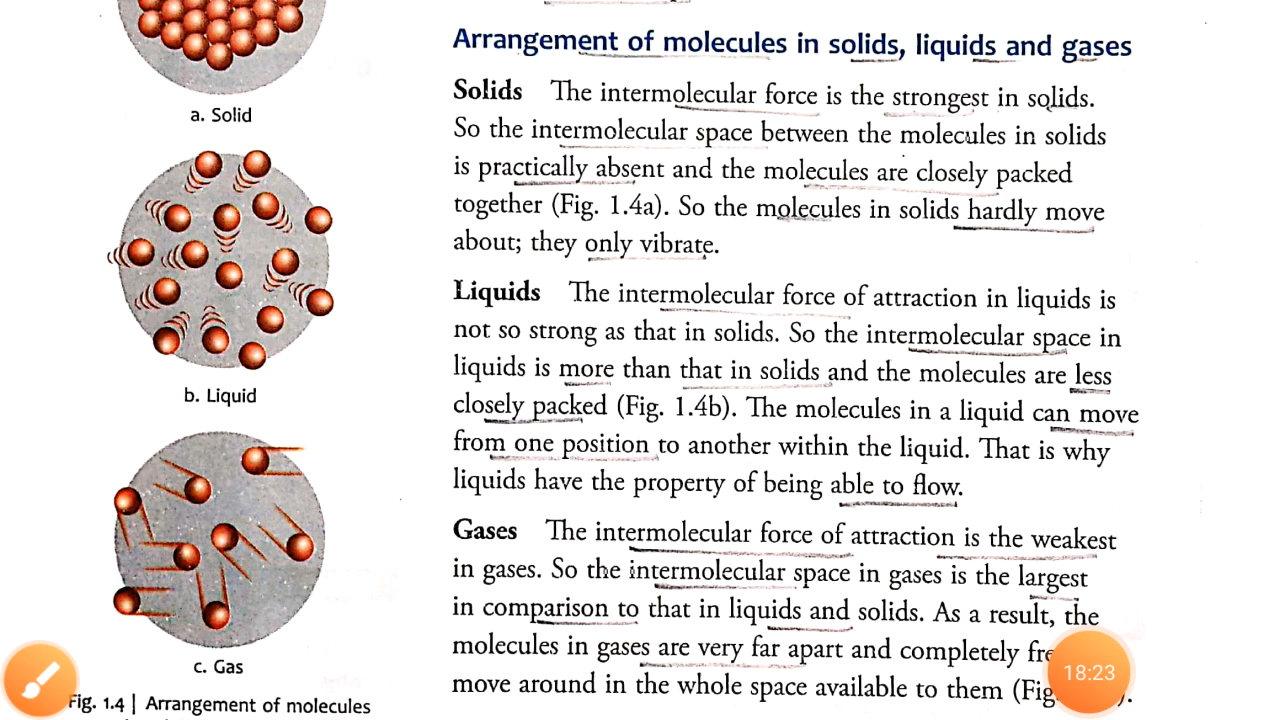 a. Solid
b. Liquid
c. Gas
Fig. 1.4 | Arrangement of molecules
Arrangement of molecules in solids, liquids and gases
Solids The intermolecular force is the strongest in solids.
So the intermolecular space between the molecules in solids
is practically absent and the molecules are closely packed
together (Fig. 1.4a). So the molecules in solids hardly move
about; they only vibrate.
Liquids The intermolecular force of attraction in liquids is
not so strong as that in solids. So the intermolecular space in
liquids is more than that in solids and the molecules are less
closely packed (Fig. 1.4b). The molecules in a liquid can move
from one position to another within the liquid. That is why
liquids have the property of being able to flow.
Gases The intermolecular force of attraction is the weakest
in gases. So the intermolecular space in gases is the largest
in comparison to that in liquids and solids. As a result, the
molecules in gases are very far apart and completely
move around in the whole space available to them
18:23